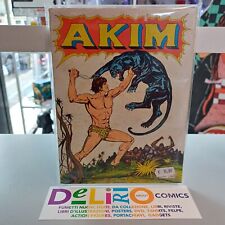 AKIM
DELIRIO COMICS
FUMETTI NUOVI, USATI, DA COLLEZIONE, LIBRI, RIVISTE,
LIBRI D'ILLUSTRAZIONI, POSTERS, DVD, T-SHIRTS, FELPE,
ACTION FIGURES, PORTACHIAVI, GADGETS